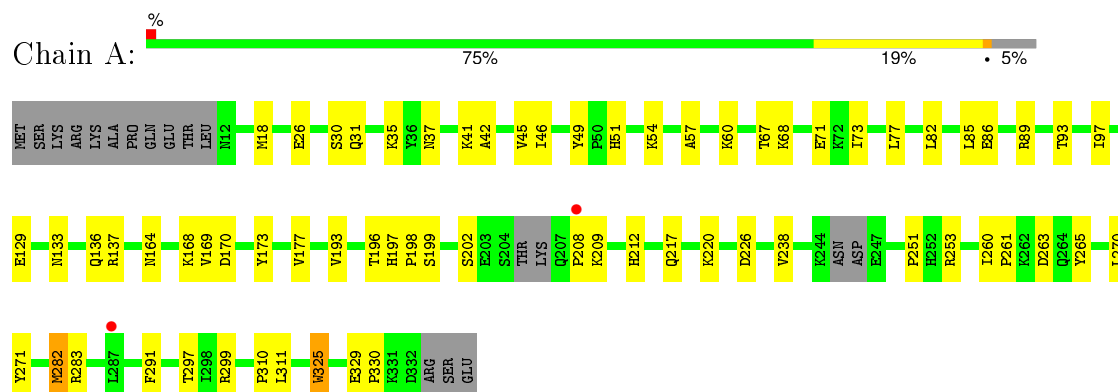 %
Chain A:
75% 19% • 5%
MET SER LYS ARG LYS ALA PRO GLN GLU THR LEU N12 M18 E26 S30 Q31 K35 Y36 N37 K41 A42 V45 I46 Y49 P50 H51 K54 A57 K60 T67 K68 E71 K72 I73 L77 L82 L85 E86 R89 T93 I97
E129 N133 Q136 R137 N164 K168 V169 D170 Y173 V177 V193 T196 H197 P198 S199 S202 E203 S204 THR LYS Q207 P208 K209 H212 Q217 K220 D226 V238 K244 ASN ASP E247 P251 H252 R253 I260 P261 K262 D263 Q264 Y265 L270
Y271 M282 R283 L287 F291 T297 I298 R299 P310 L311 W325 E329 P330 K331 D332 ARG SER GLU